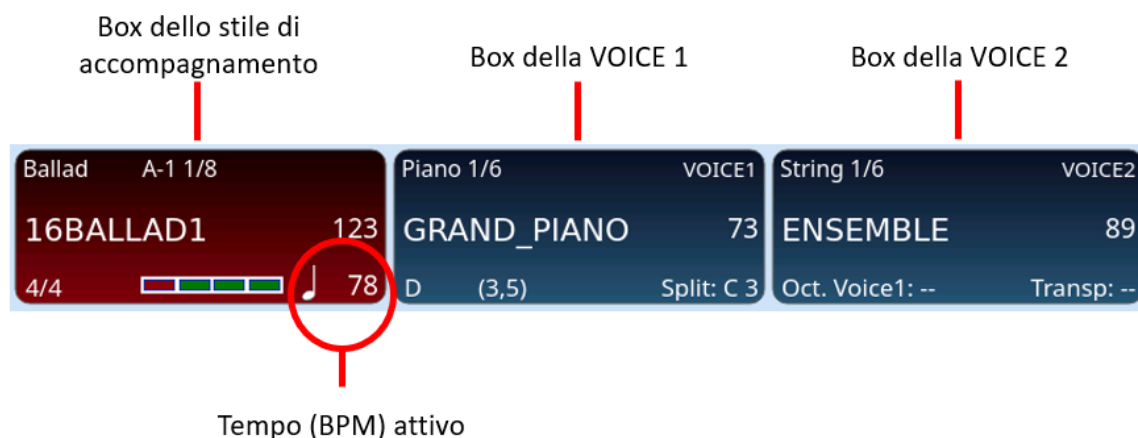 Box dello stile di
accompagnamento
Box della VOICE 1
Box della VOICE 2
Ballad A-1 1/8
16BALLAD1 123
4/4 78
Piano 1/6 VOICE1
GRAND_PIANO 73
D (3,5) Split: C 3
String 1/6 VOICE2
ENSEMBLE 89
Oct. Voice1: -- Transp: --
Tempo (BPM) attivo